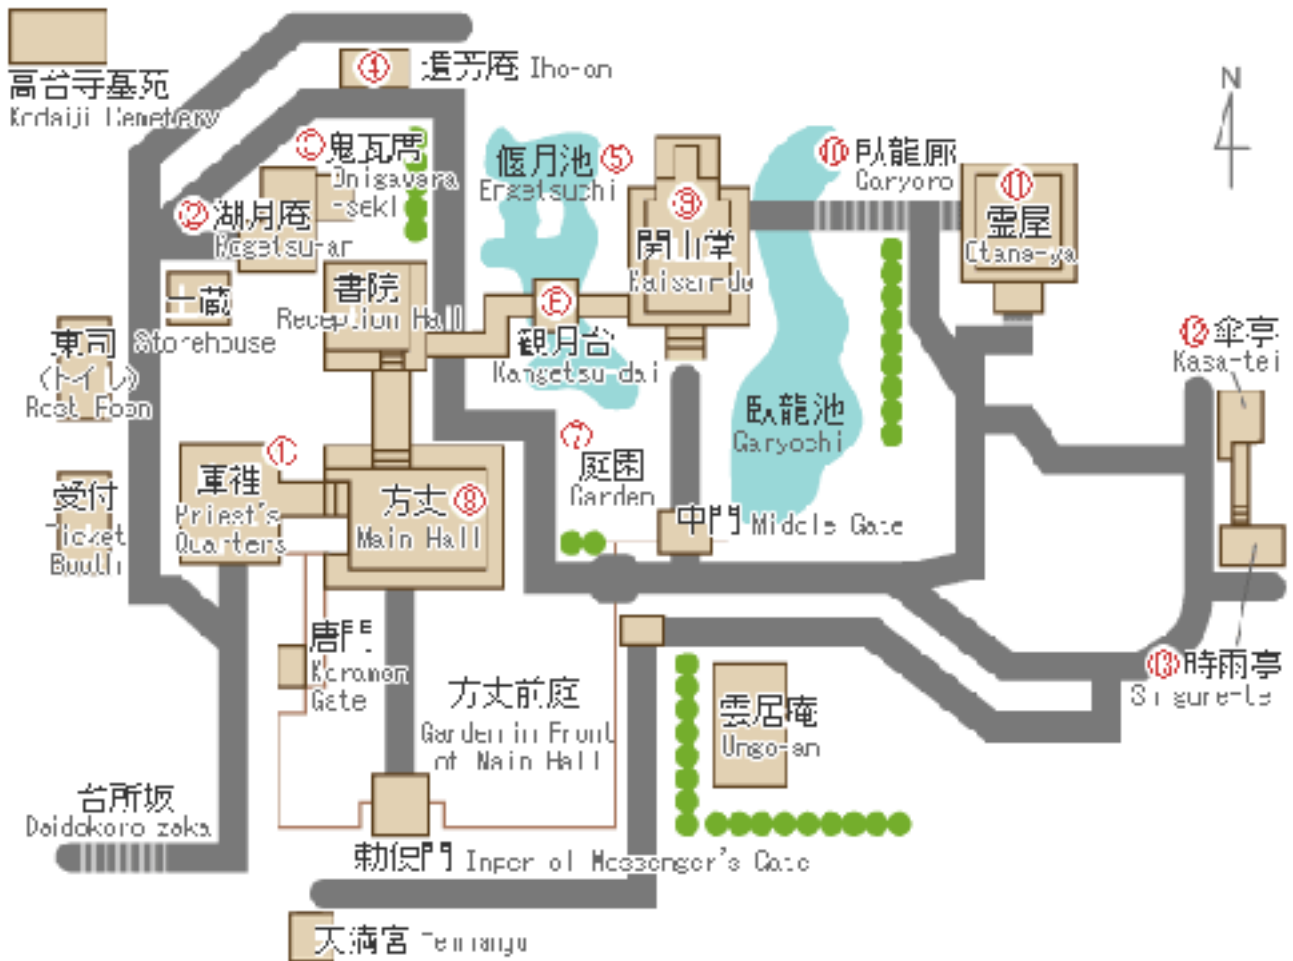 高台寺墓苑
Kodaiji Cemetery
④ 遺芳庵 Iho-an
N
鬼瓦席
Onigawara
-seki
② 湖月庵
Kogetsu-an
偃月池 ⑤
Engetsuchi
⑨
開山堂
Kaisan-do
⑩ 臥龍廊
Garyoro
⑪
霊屋
Otama-ya
書院
Reception Hall
蔵
Storehouse
⑥
観月台
Kangetsu-dai
⑫ 傘亭
Kasa-tei
東司
(トイレ)
Rest Room
臥龍池
Garyochi
①
Priest's
Quarters
方丈 ⑧
Main Hall
⑦
庭園
Garden
中門 Middle Gate
受付
Ticket
Booth
唐門
Karamon
Gate
方丈前庭
Garden in Front
of Main Hall
雲居庵
Ungo-an
⑬ 時雨亭
Shigure-te
台所坂
Daidokoro zaka
勅使門 Imperial Messenger's Gate
天満宮 Tenmangu